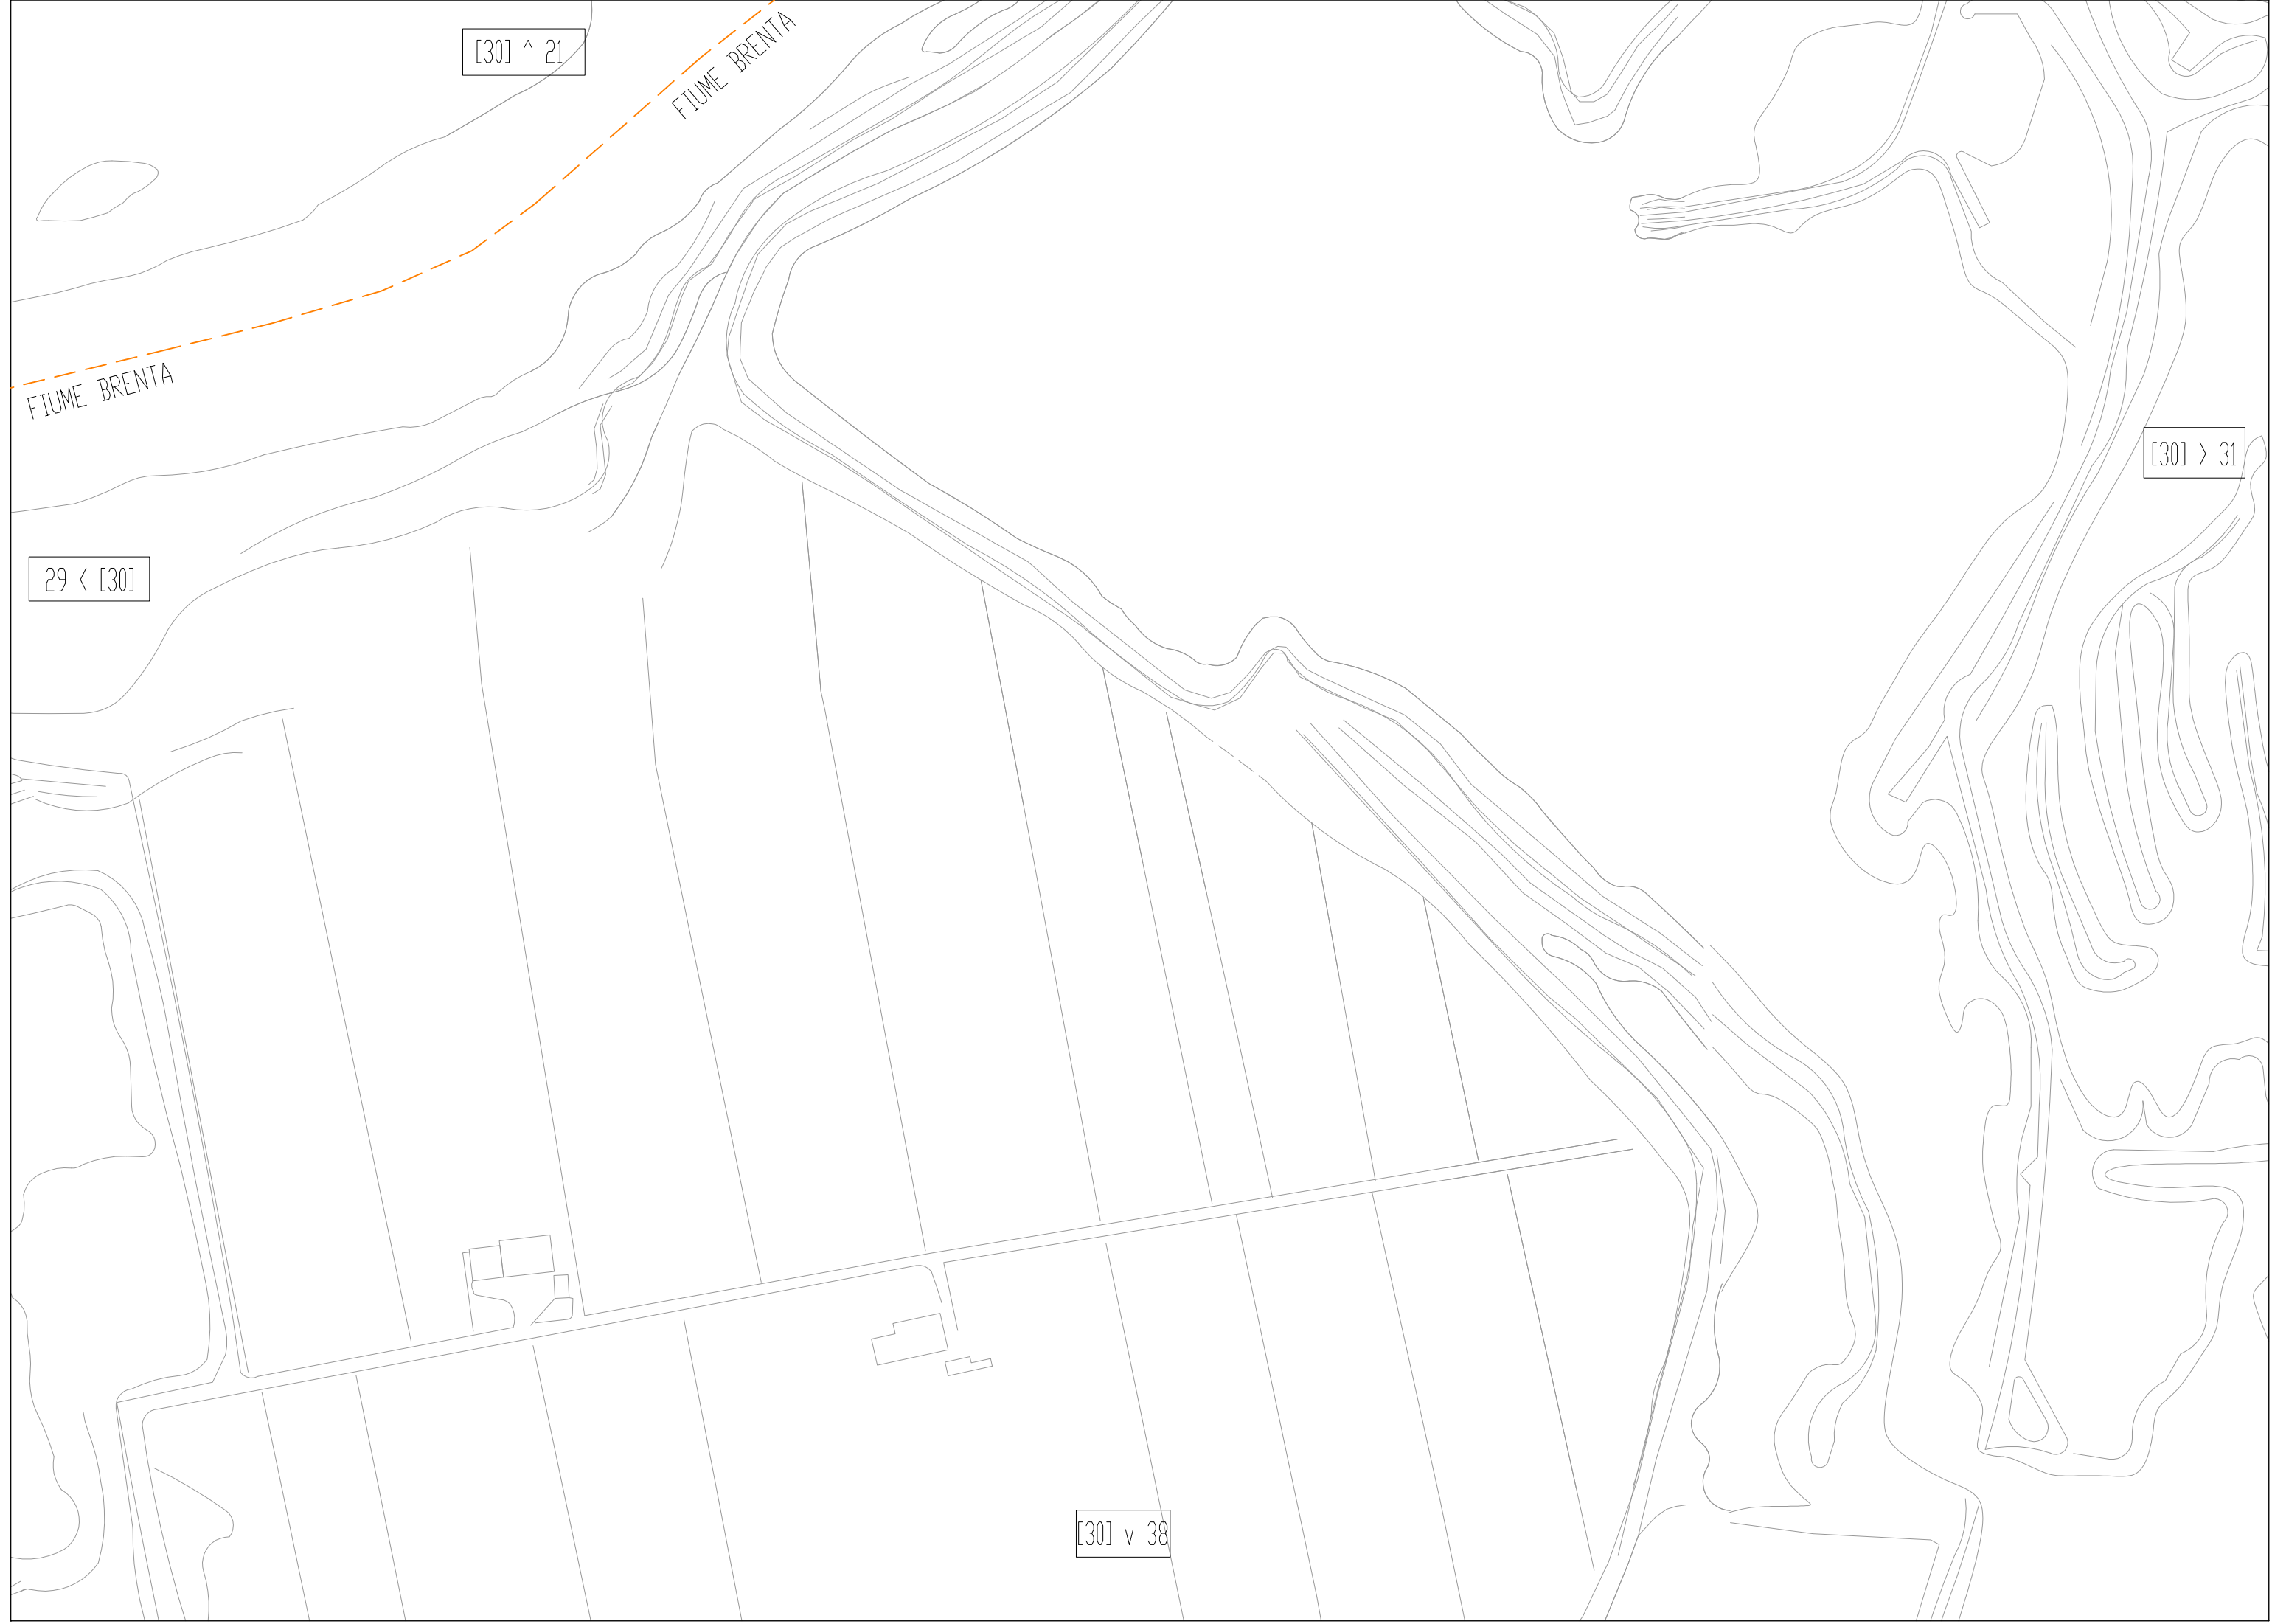 [30] ^ 21
FIUME BRENTA
FIUME BRENTA
[30] > 31
29 < [30]
[30] v 38